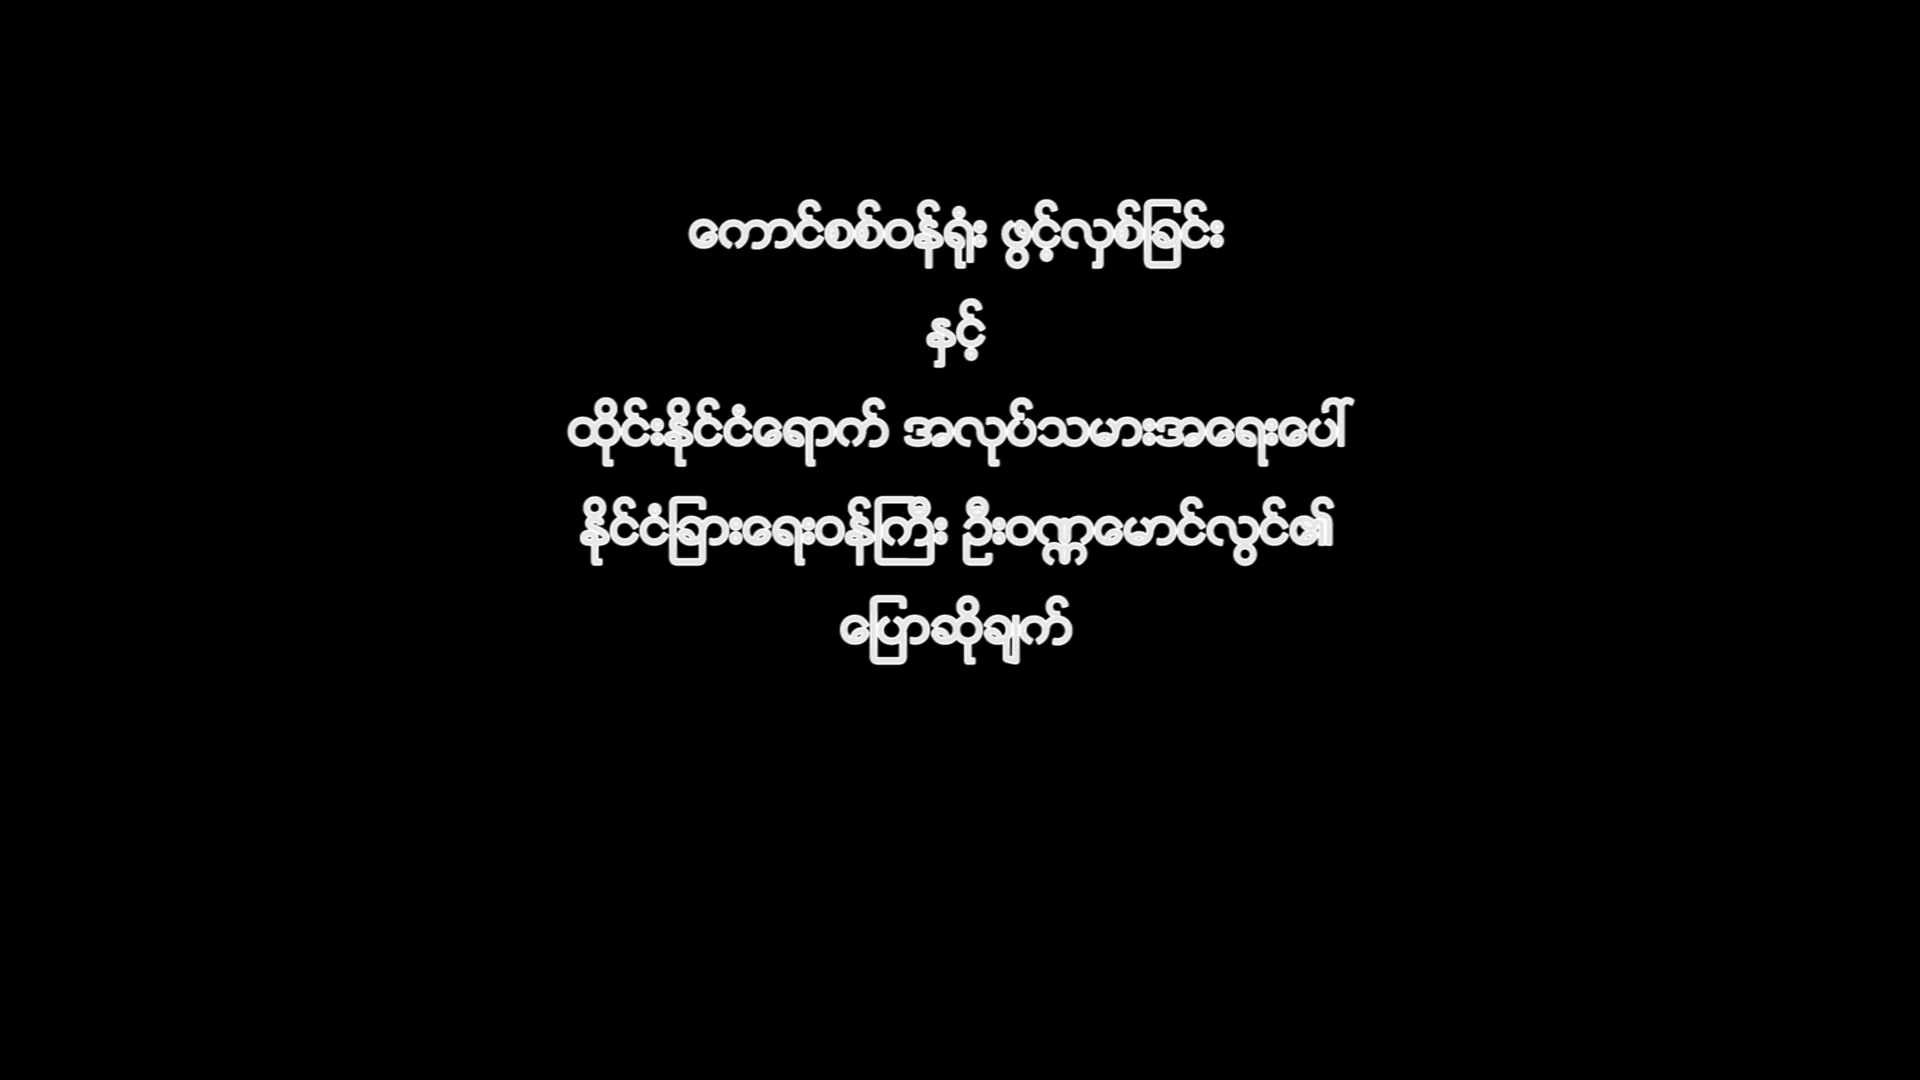 ကောင်စစ်ဝန်ရုံး ဖွင့်လှစ်ခြင်း
နှင့်
ထိုင်းနိုင်ငံရောက် အလုပ်သမားအရေးပေါ်
နိုင်ငံခြားရေးဝန်ကြီး ဦးဝဏ္ဏမောင်လွင်၏
ပြောဆိုချက်